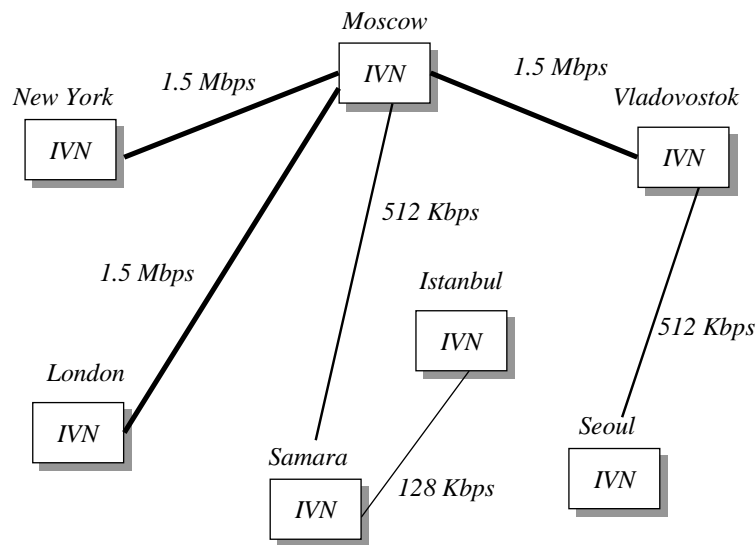 Moscow
IVN
1.5 Mbps
1.5 Mbps
New York
IVN
Vladovostok
IVN
512 Kbps
1.5 Mbps
Istanbul
IVN
512 Kbps
London
IVN
Samara
IVN
128 Kbps
Seoul
IVN